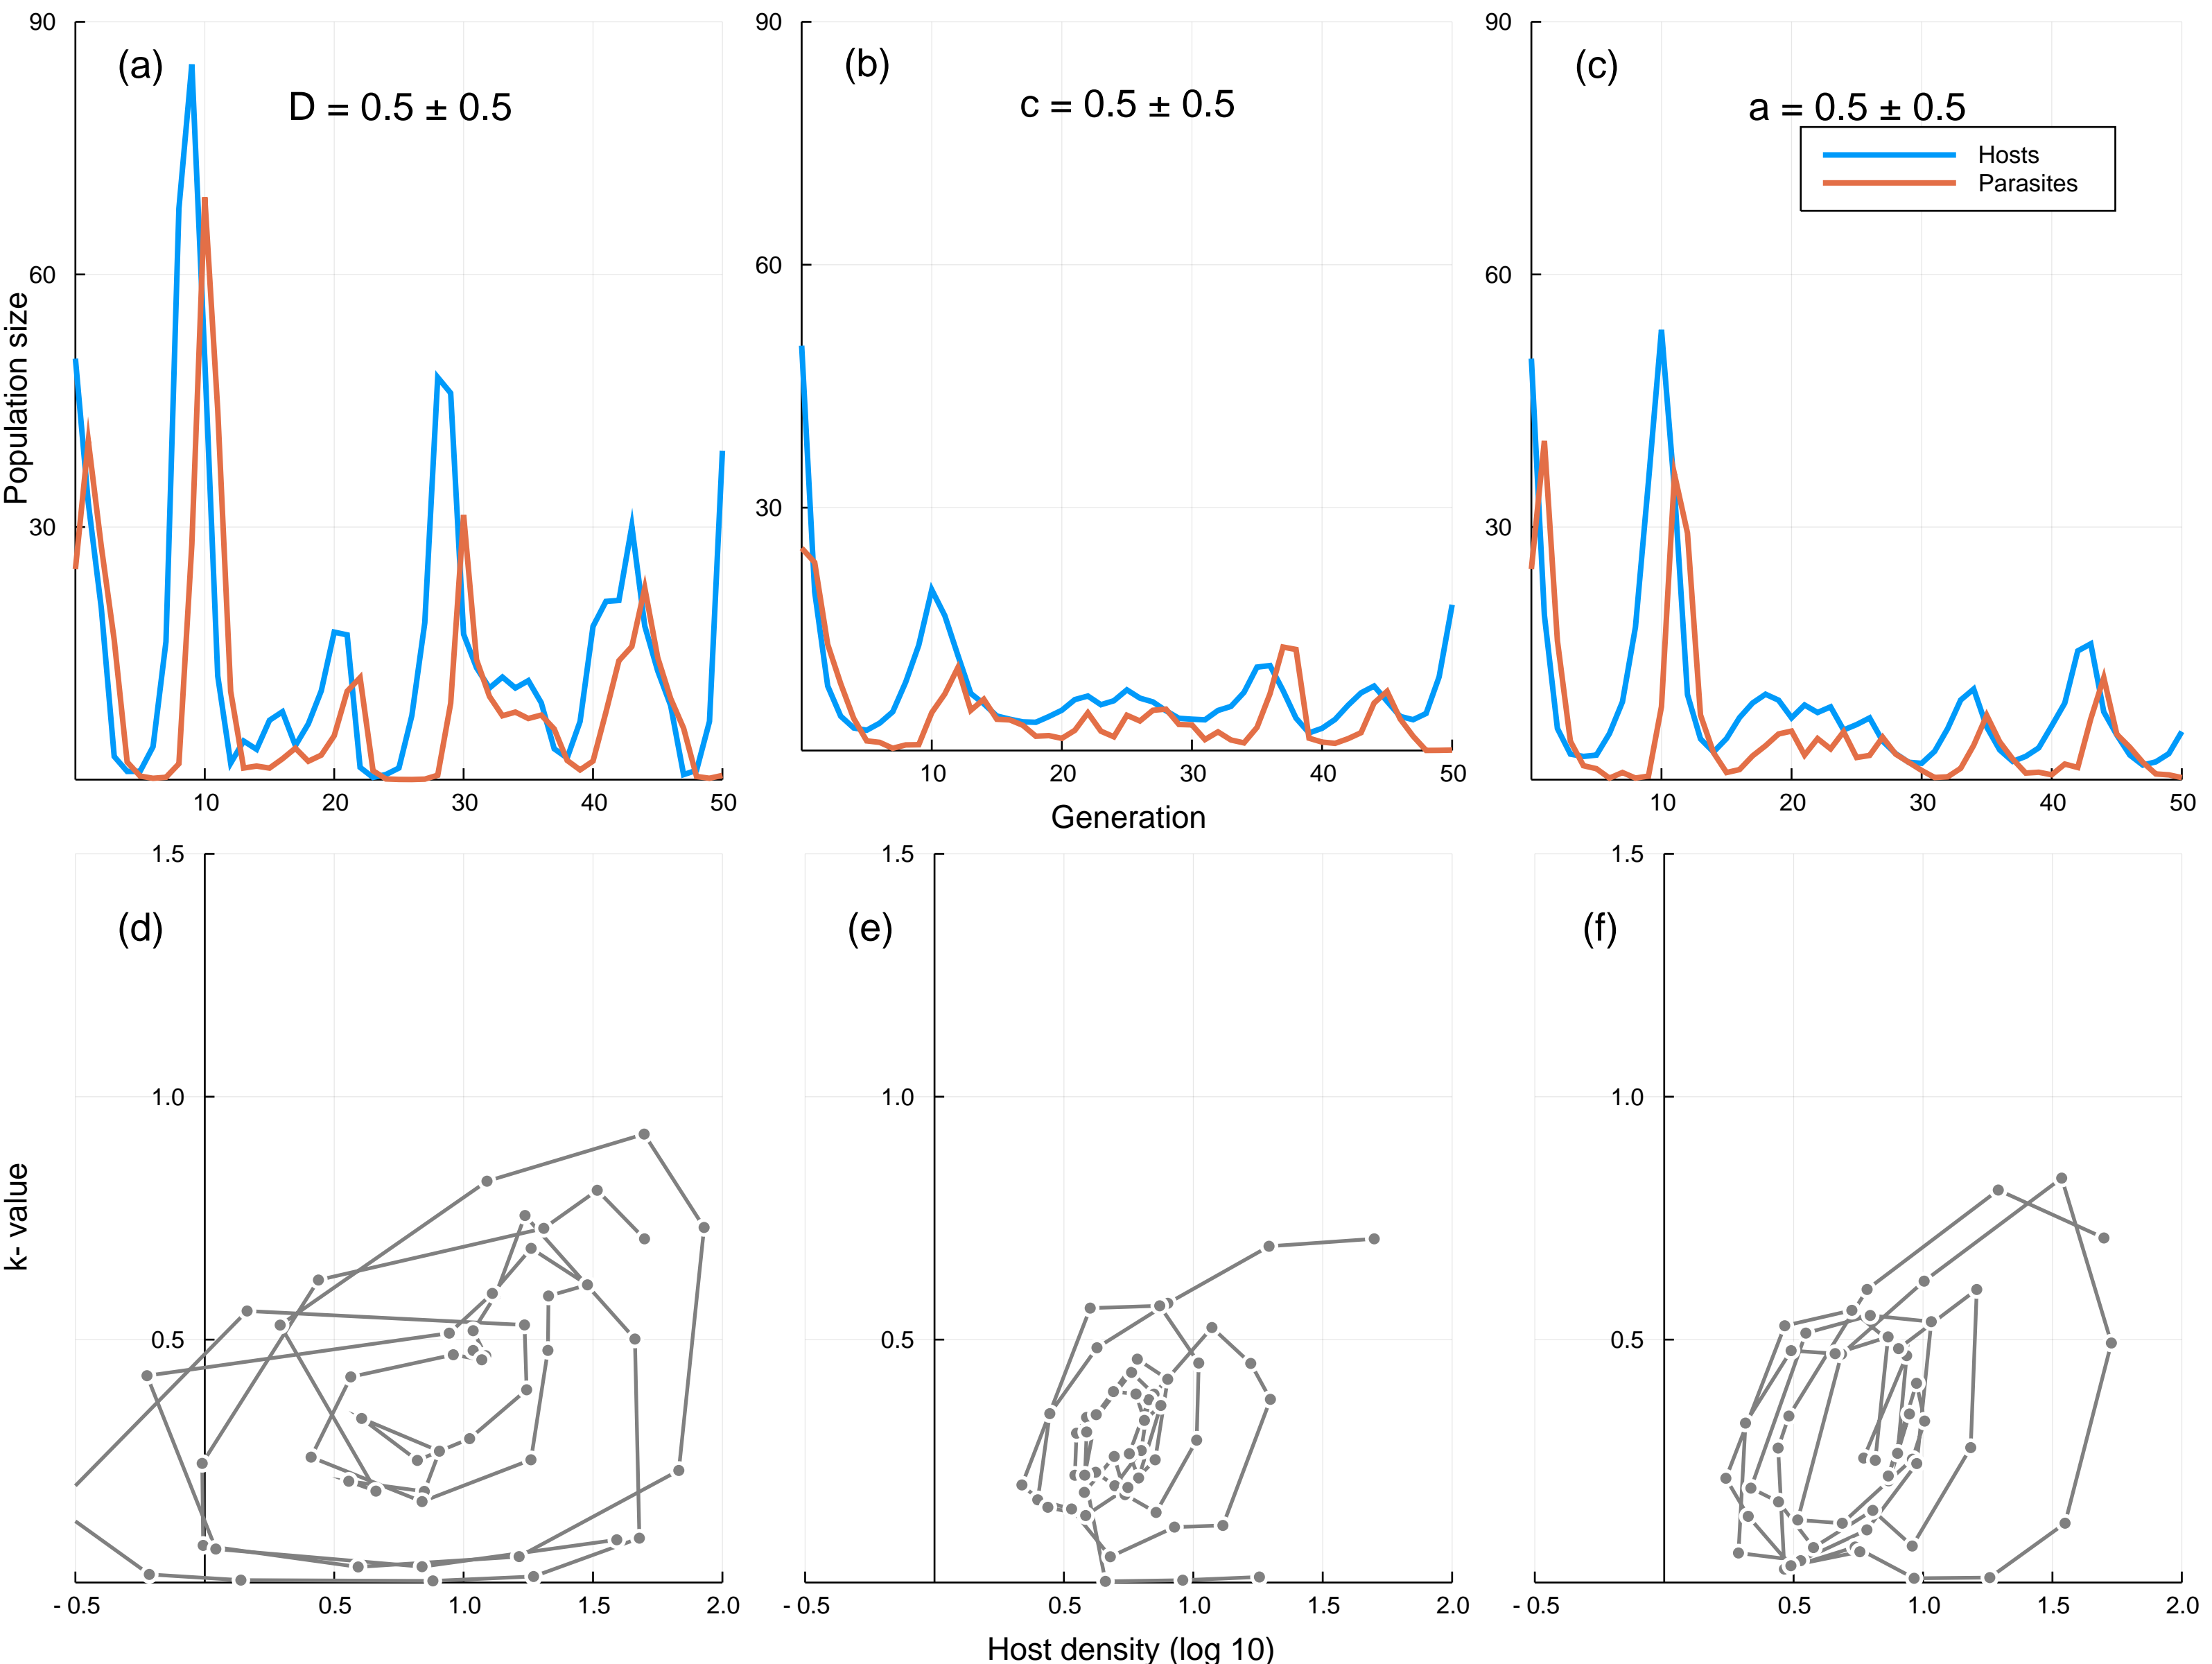 (a)
D = 0.5 ± 0.5
90
60
30
10 20 30 40 50
Population size
(b)
c = 0.5 ± 0.5
90
60
30
10 20 30 40 50
Generation
(c)
a = 0.5 ± 0.5
Hosts
Parasites
90
60
30
10 20 30 40 50
(d)
1.5
1.0
0.5
- 0.5 0.5 1.0 1.5 2.0
k- value
(e)
1.5
1.0
0.5
- 0.5 0.5 1.0 1.5 2.0
Host density (log 10)
(f)
1.5
1.0
0.5
- 0.5 0.5 1.0 1.5 2.0